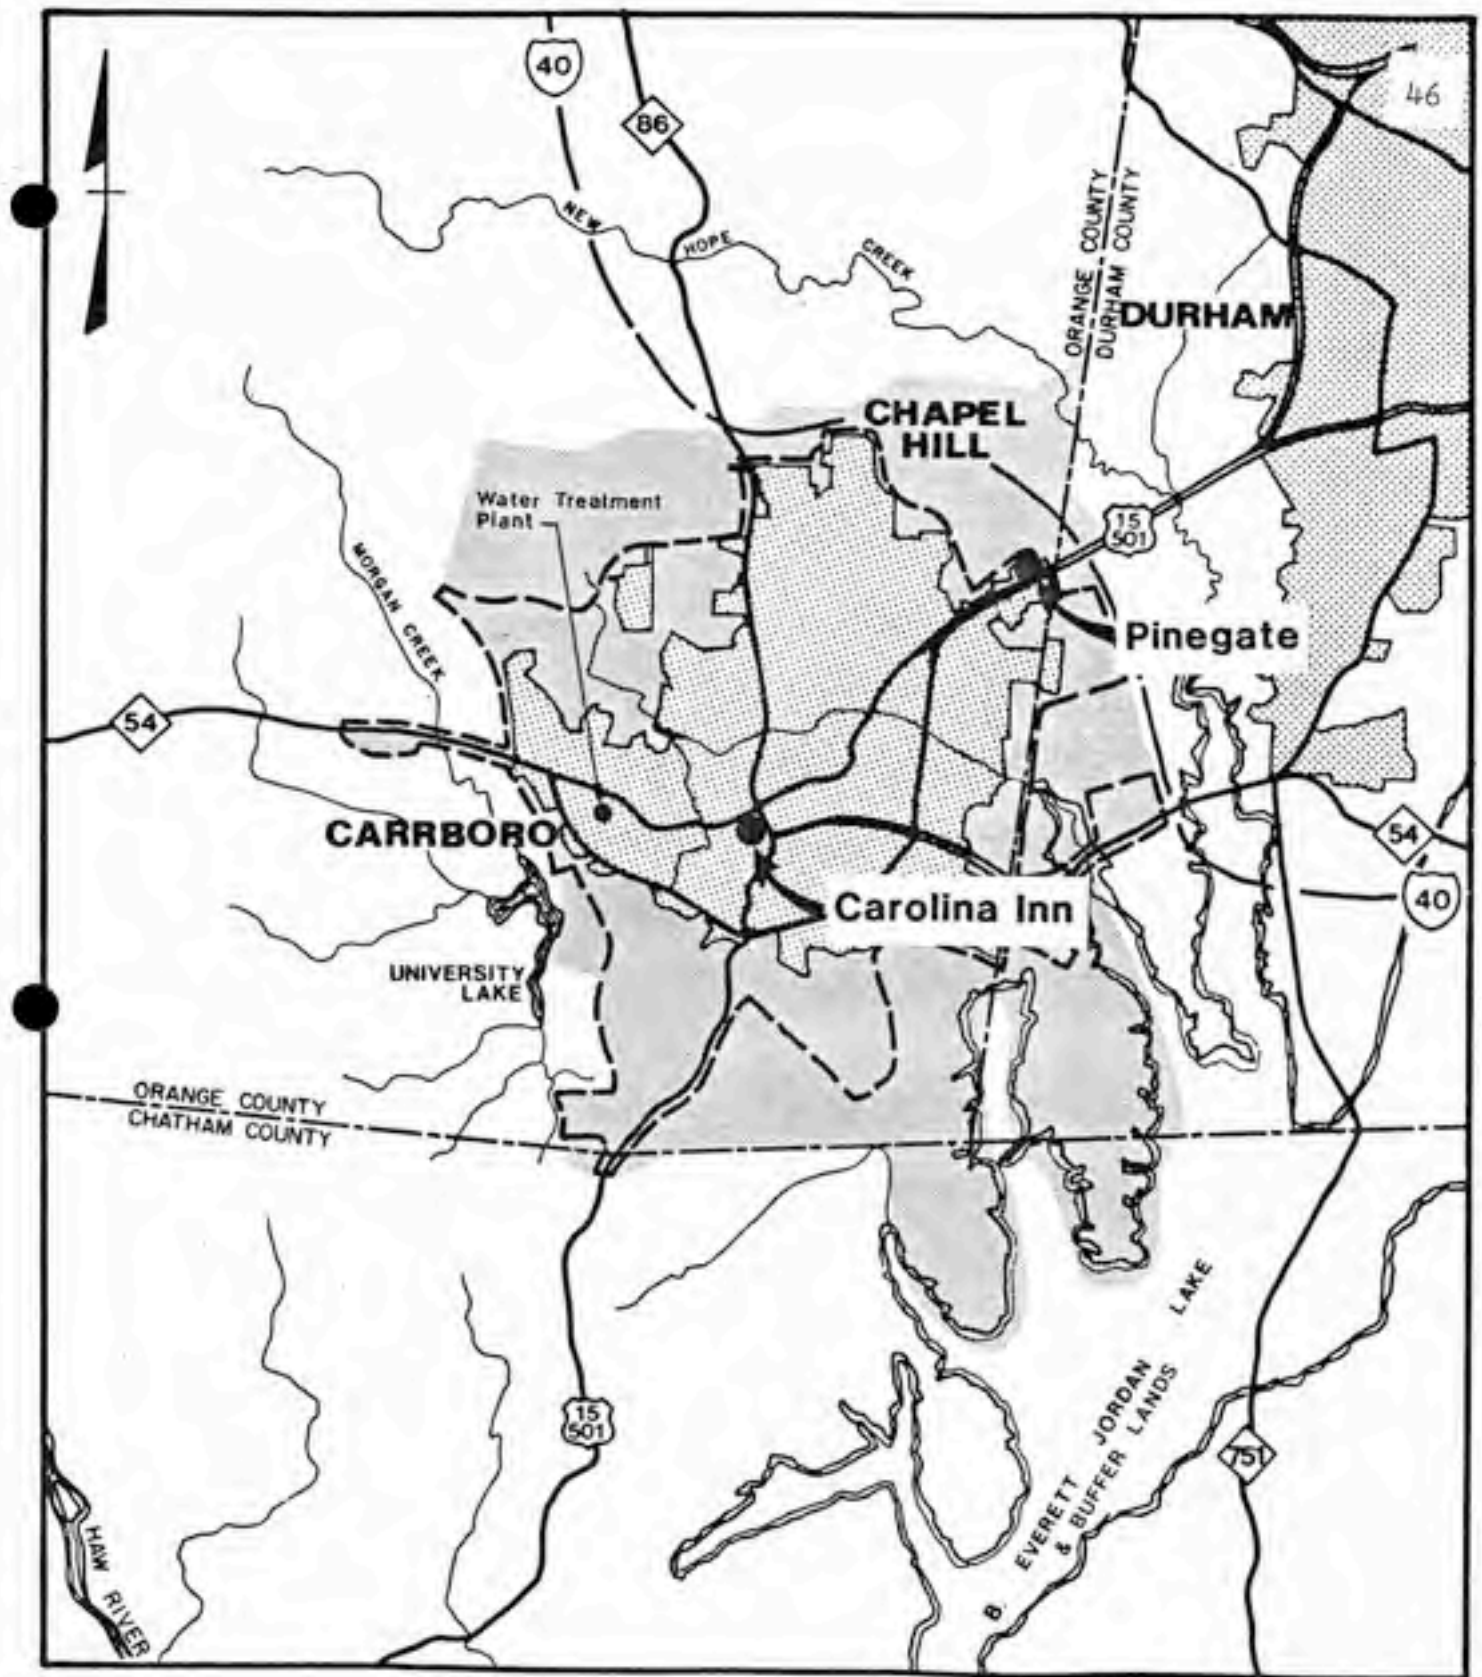 40
86
46
NEW HOPE CREEK
ORANGE COUNTY
DURHAM COUNTY
DURHAM
CHAPEL
HILL
Water Treatment
Plant
15
501
MORGAN CREEK
Pinegate
54
CARRBORO
54
40
Carolina Inn
UNIVERSITY
LAKE
ORANGE COUNTY
CHATHAM COUNTY
15
501
B. EVERETT JORDAN LAKE
& BUFFER LANDS
751
HAW RIVER